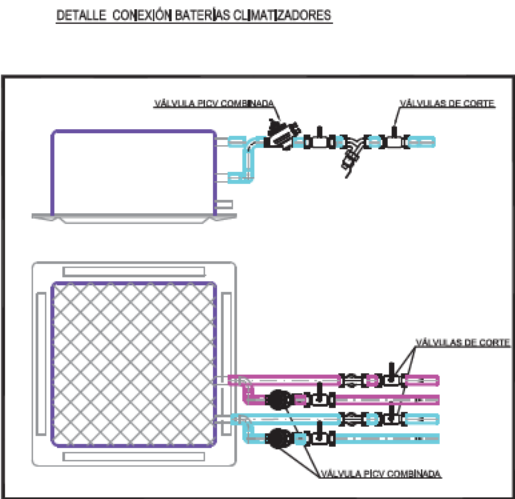 DETALLE CONEXIÓN BATERÍAS CLIMATIZADORES
VÁLVULA PICV COMBINADA
VÁLVULAS DE CORTE
VÁLVULAS DE CORTE
VÁLVULA PICV COMBINADA